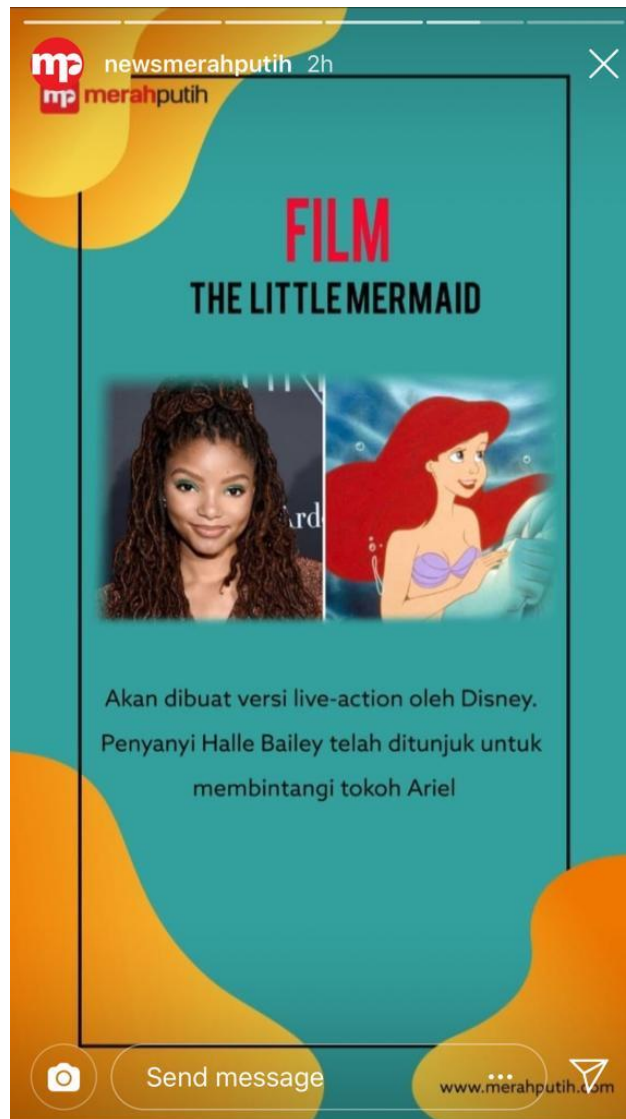 newsmerahputih 2h
mp
mp merahputih
FILM
THE LITTLE MERMAID
Akan dibuat versi live-action oleh Disney.
Penyanyi Halle Bailey telah ditunjuk untuk
membintangi tokoh Ariel
Send message
www.merahputih.com